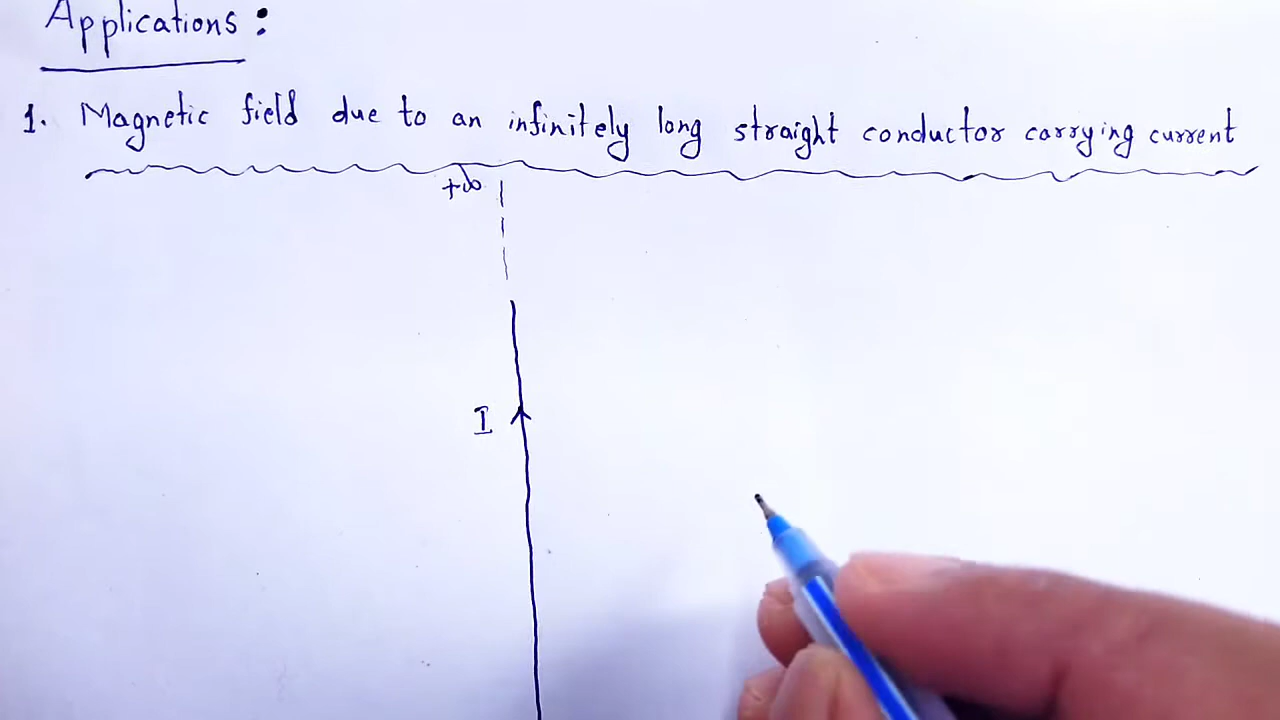 Applications :
1. Magnetic field due to an infinitely long straight conductor carrying current
+∞
I